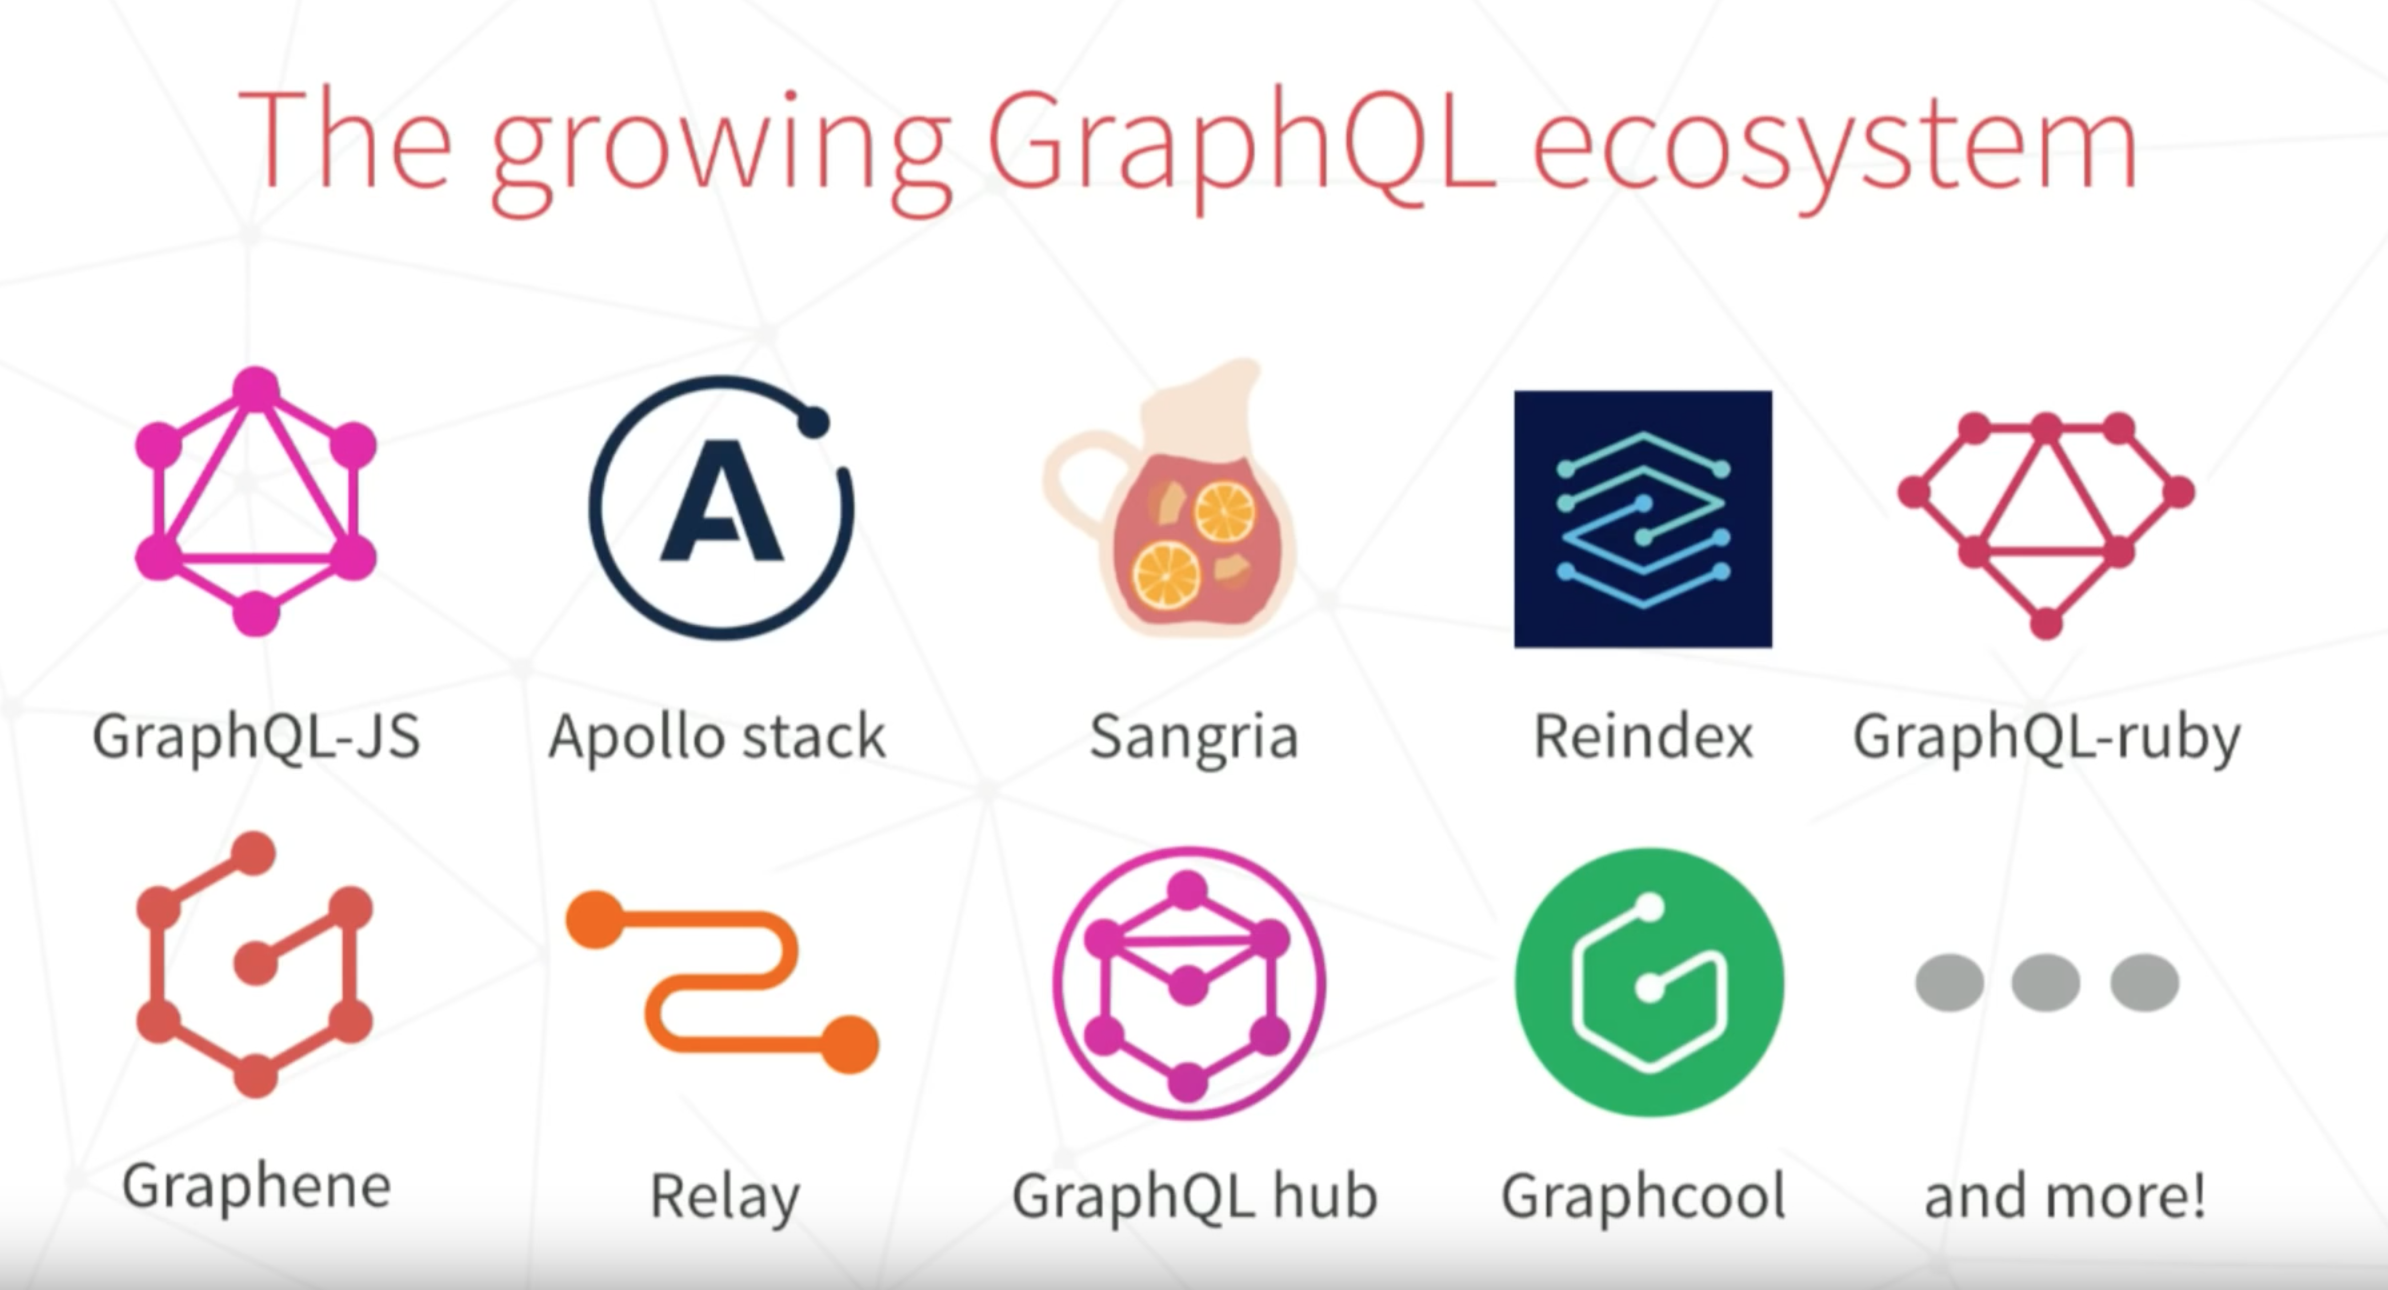 The growing GraphQL ecosystem
A
GraphQL-JS Apollo stack Sangria Reindex GraphQL-ruby
Graphene Relay GraphQL hub Graphcool and more!